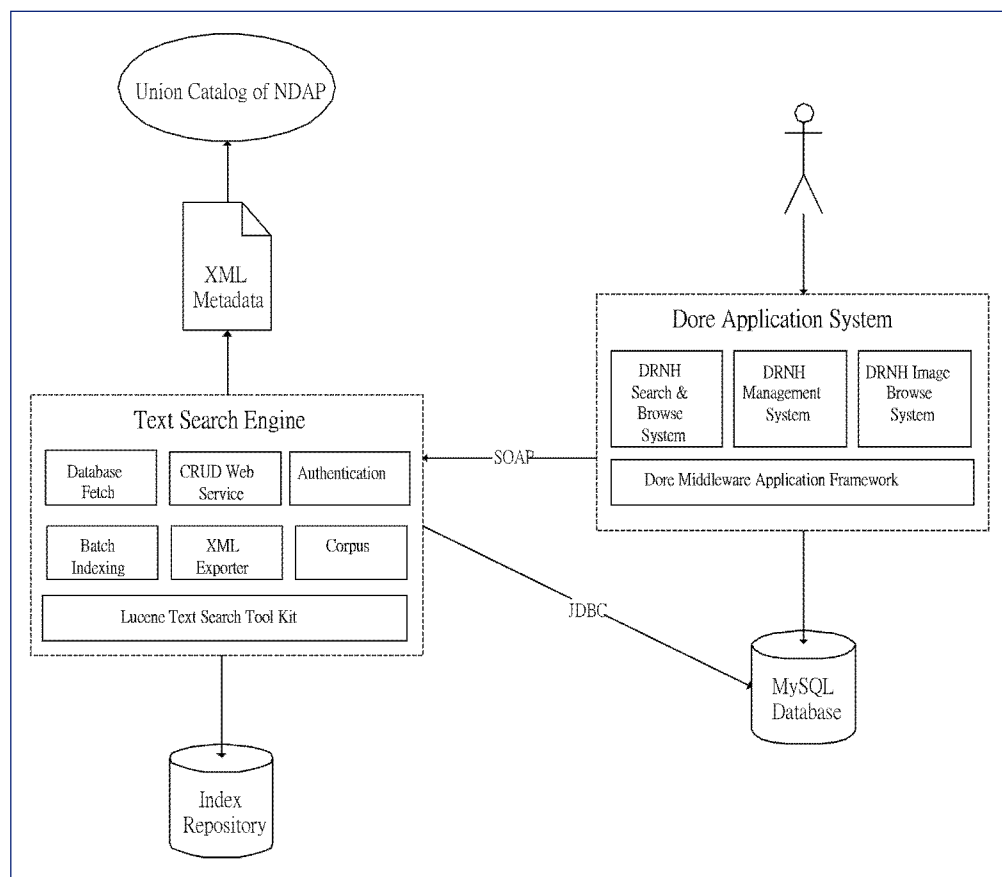 Union Catalog of NDAP
XML
Metadata
Text Search Engine
Database
Fetch
CRUD Web
Service
Authentication
Batch
Indexing
XML
Exporter
Corpus
Lucene Text Search Tool Kit
Index
Repository
SOAP
JDBC
Dore Application System
DRNH
Search &
Browse
System
DRNH
Management
System
DRNH Image
Browse
System
Dore Middleware Application Framework
MySQL
Database